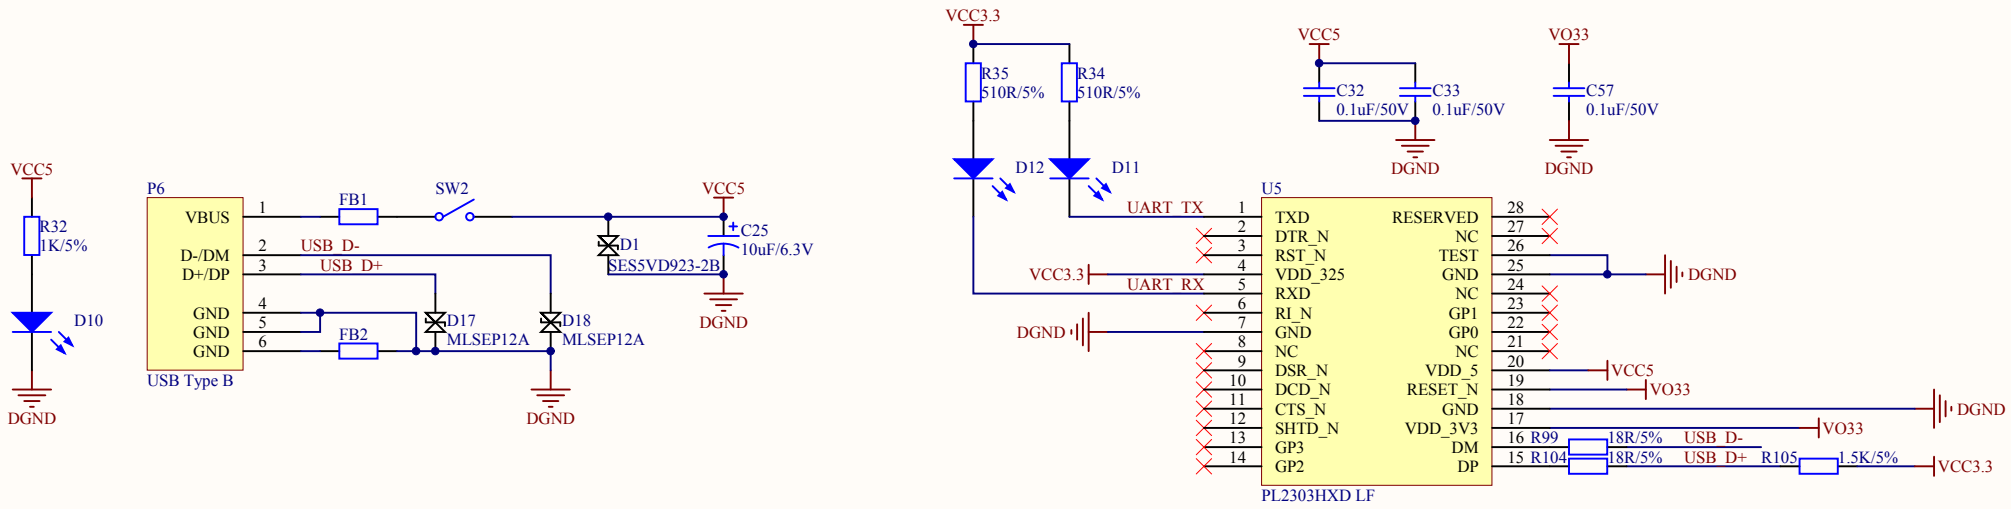 VCC5
R32
1K/5%
D10
DGND
P6
VBUS
D-/DM
D+/DP
GND
GND
GND
USB Type B
1
2
3
4
5
6
FB1
SW2
USB_D-
USB_D+
FB2
D17
MLSEP12A
D18
MLSEP12A
DGND
VCC5
D1
SES5VD923-2B
+
C25
10uF/6.3V
DGND
VCC3.3
R35
510R/5%
R34
510R/5%
D12
D11
VCC5
C32
0.1uF/50V
C33
0.1uF/50V
DGND
VO33
C57
0.1uF/50V
DGND
U5
UART_TX
VCC3.3
UART_RX
DGND
1 TXD
2 DTR_N
3 RST_N
4 VDD_325
5 RXD
6 RI_N
7 GND
8 NC
9 DSR_N
10 DCD_N
11 CTS_N
12 SHTD_N
13 GP3
14 GP2
RESERVED 28
NC 27
TEST 26
GND 25
NC 24
GP1 23
GP0 22
NC 21
VDD_5 20
RESET_N 19
GND 18
VDD_3V3 17
DM 16
DP 15
PL2303HXD LF
DGND
VCC5
VO33
DGND
VO33
R99 18R/5% USB_D-
R104 18R/5% USB_D+ R105 1.5K/5% VCC3.3